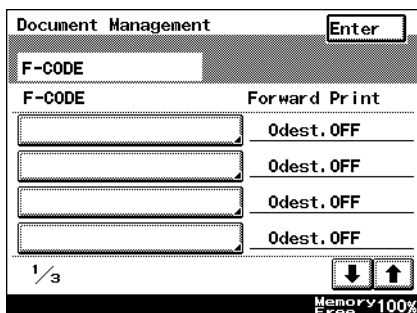 Document Management Enter
F-CODE
F-CODE Forward Print
0dest.OFF
0dest.OFF
0dest.OFF
0dest.OFF
1/3
Memory Free 100%